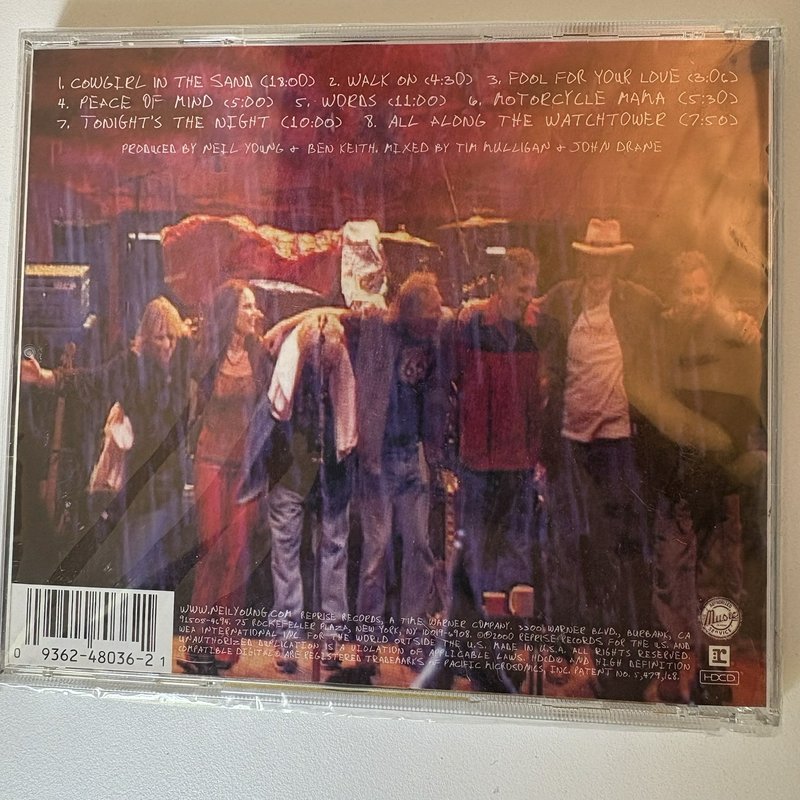 1. COWGIRL IN THE SAND (18:00) 2. WALK ON (4:30) 3. FOOL FOR YOUR LOVE (3:06)
4. PEACE OF MIND (5:00) 5. WORDS (11:00) 6. MOTORCYCLE MAMA (5:30)
7. TONIGHT'S THE NIGHT (10:00) 8. ALL ALONG THE WATCHTOWER (7:50)
PRODUCED BY NEIL YOUNG & BEN KEITH. MIXED BY TIM MULLIGAN & JOHN DRANE
WWW.NEILYOUNG.COM REPRISE RECORDS, A TIME WARNER COMPANY. 3300 WARNER BLVD., BURBANK, CA
91505-4694. 75 ROCKEFELLER PLAZA, NEW YORK, NY 10019-6908. ©℗2000 REPRISE RECORDS FOR THE U.S. AND
WEA INTERNATIONAL INC. FOR THE WORLD OUTSIDE THE U.S. MADE IN U.S.A. ALL RIGHTS RESERVED.
UNAUTHORIZED DUPLICATION IS A VIOLATION OF APPLICABLE LAWS. HDCD® AND HIGH DEFINITION
COMPATIBLE DIGITAL® ARE REGISTERED TRADEMARKS OF PACIFIC MICROSONICS, INC. PATENT NO. 5,479,168.
0 9362-48036-2 1
Music
r
HDCD